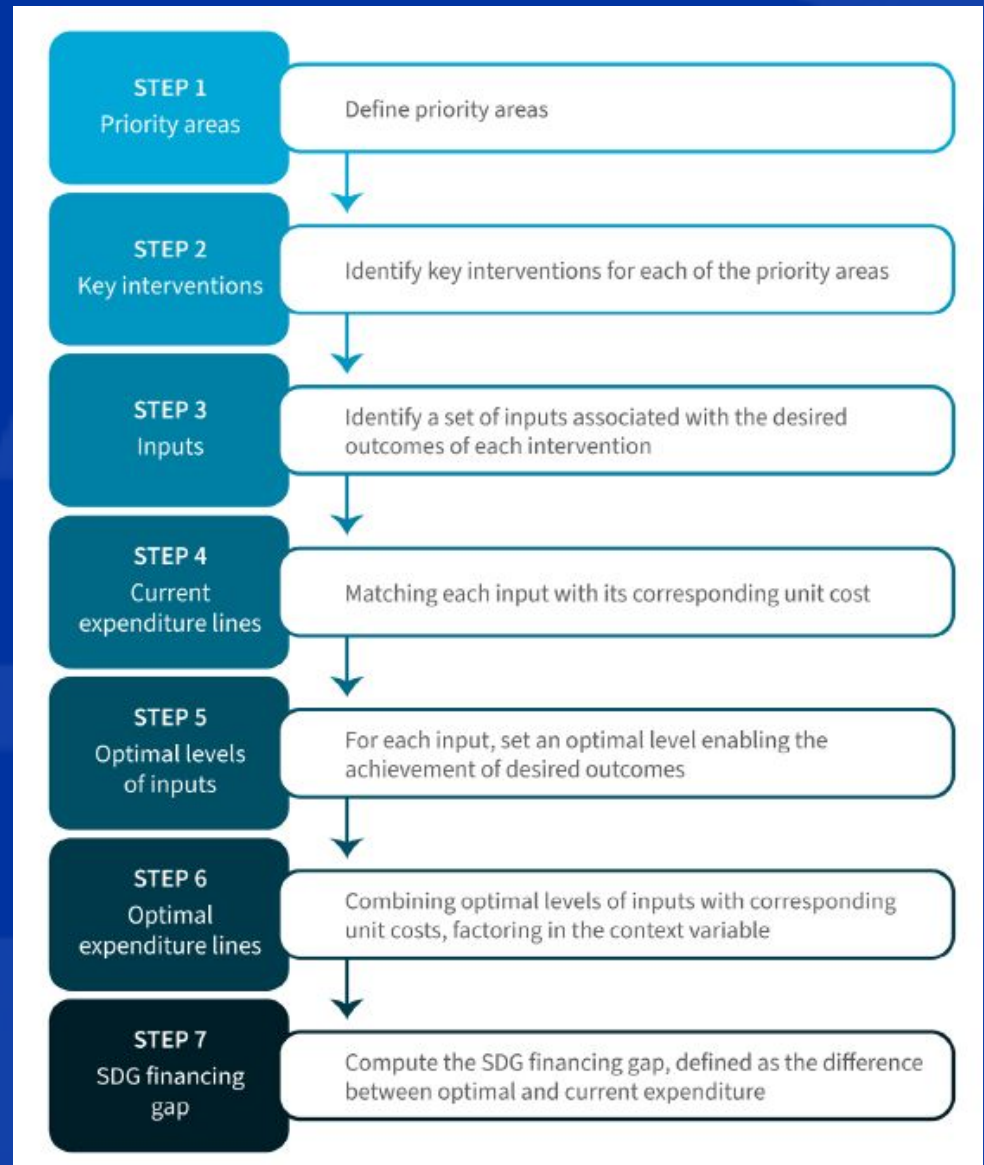 STEP 1
Priority areas
Define priority areas
STEP 2
Key interventions
Identify key interventions for each of the priority areas
STEP 3
Inputs
Identify a set of inputs associated with the desired
outcomes of each intervention
STEP 4
Current
expenditure lines
Matching each input with its corresponding unit cost
STEP 5
Optimal levels
of inputs
For each input, set an optimal level enabling the
achievement of desired outcomes
STEP 6
Optimal
expenditure lines
Combining optimal levels of inputs with corresponding
unit costs, factoring in the context variable
STEP 7
SDG financing
gap
Compute the SDG financing gap, defined as the difference
between optimal and current expenditure